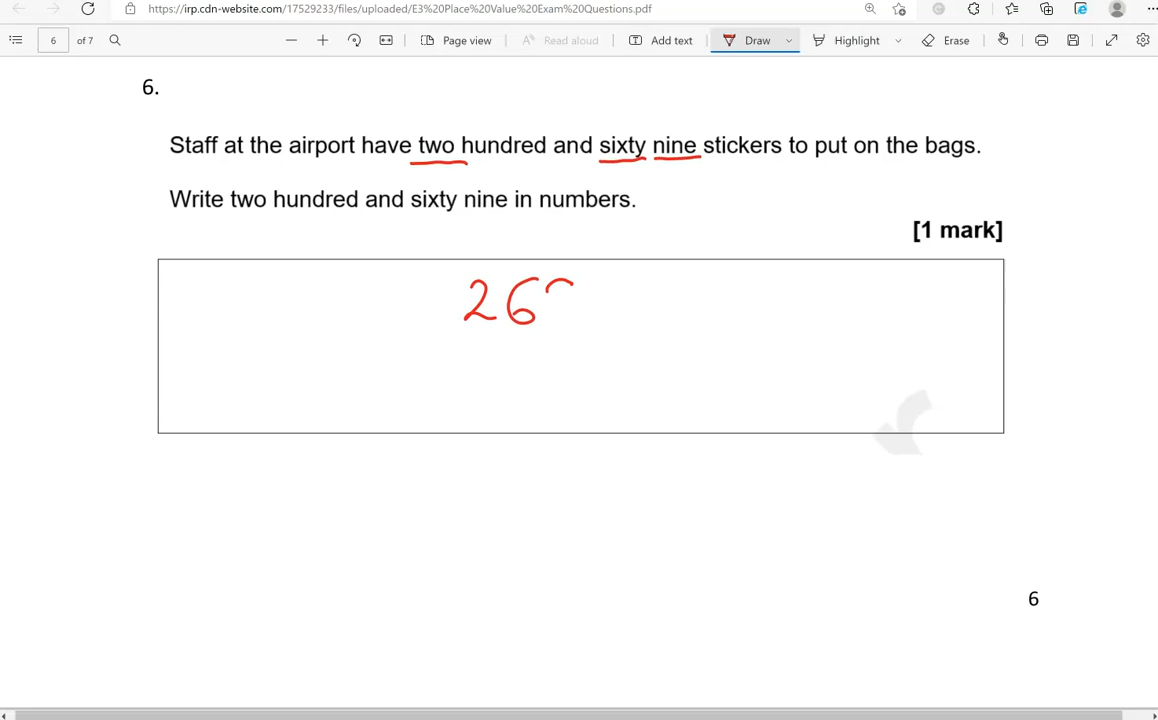 https://irp.cdn-website.com/17529233/files/uploaded/E3%20Place%20Value%20Exam%20Questions.pdf
6 of 7 Page view Read aloud Add text Draw Highlight Erase
6.
Staff at the airport have two hundred and sixty nine stickers to put on the bags.
Write two hundred and sixty nine in numbers.
[1 mark]
26
6